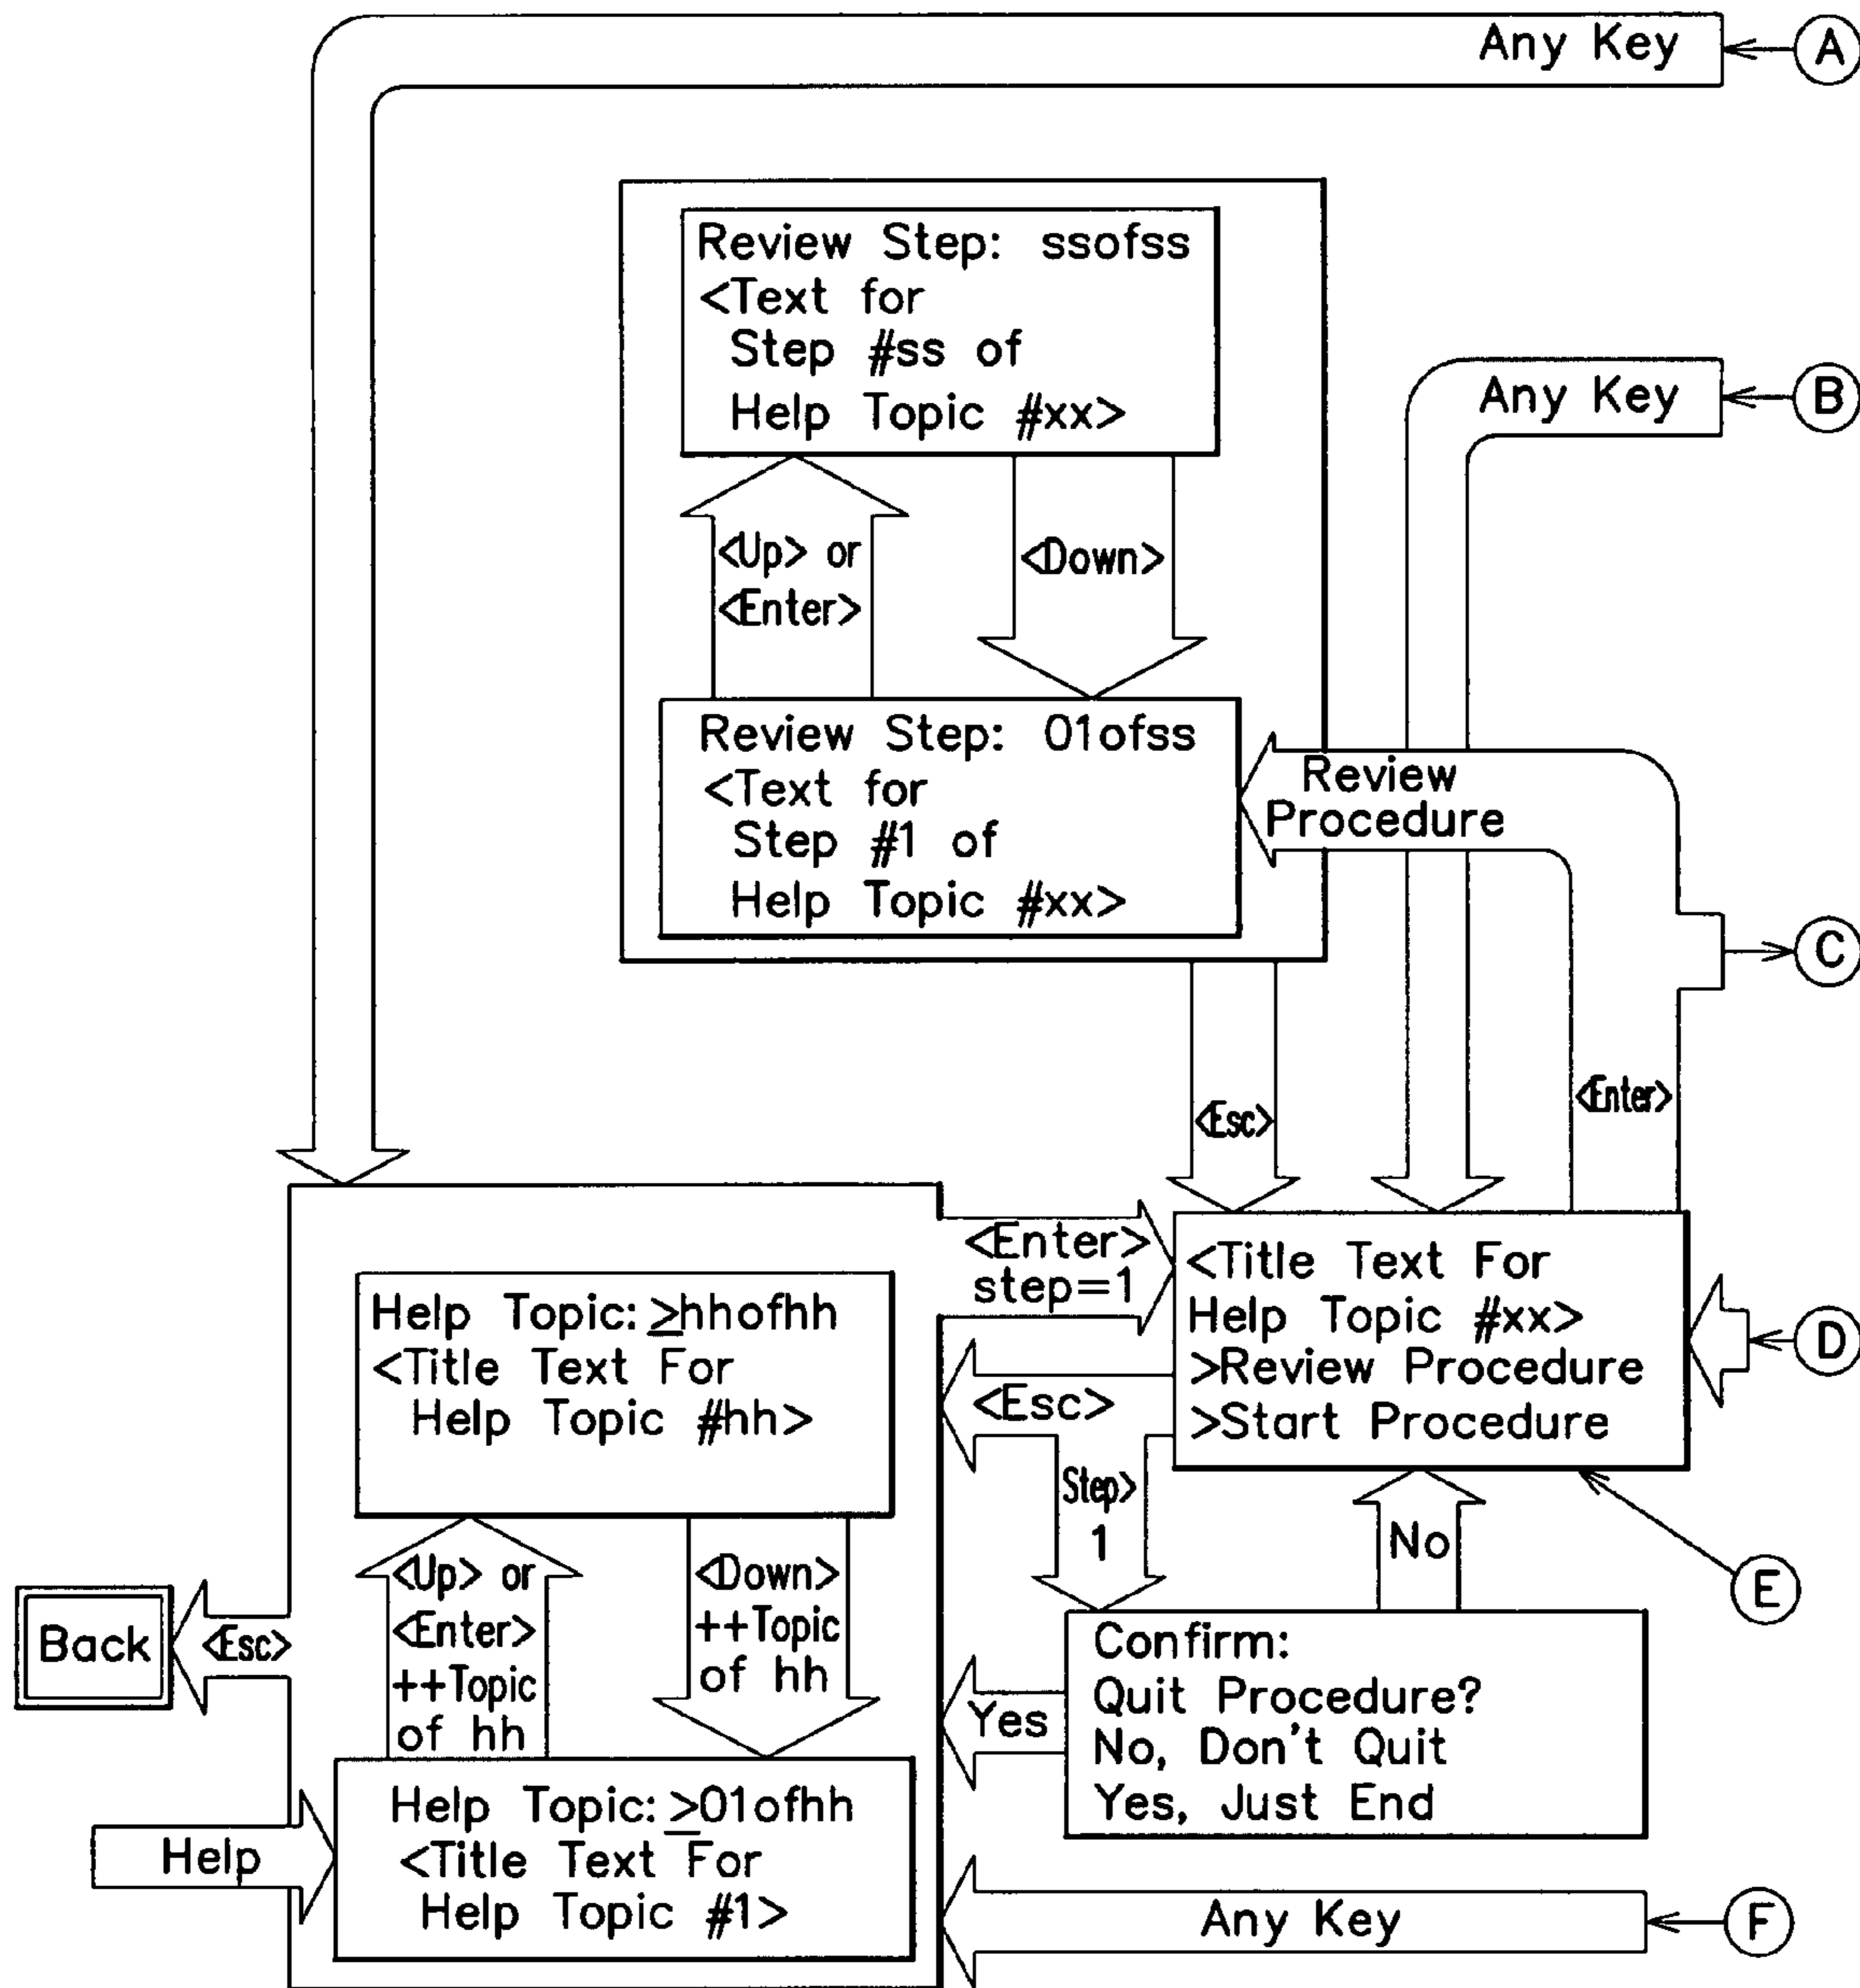 Any Key
A
Review Step: ssofss
<Text for
Step #ss of
Help Topic #xx>
Any Key
B
<Up> or
<Enter>
<Down>
Review Step: 01ofss
<Text for
Step #1 of
Help Topic #xx>
Review
Procedure
C
<Esc>
<Enter>
<Enter>
step=1
<Title Text For
Help Topic #xx>
>Review Procedure
>Start Procedure
D
Help Topic: >hhofhh
<Title Text For
Help Topic #hh>
<Esc>
Step>
1
No
E
<Up> or
<Enter>
++Topic
of hh
<Down>
++Topic
of hh
Back
<Esc>
Confirm:
Quit Procedure?
No, Don't Quit
Yes, Just End
Yes
Help
Help Topic: >01ofhh
<Title Text For
Help Topic #1>
Any Key
F